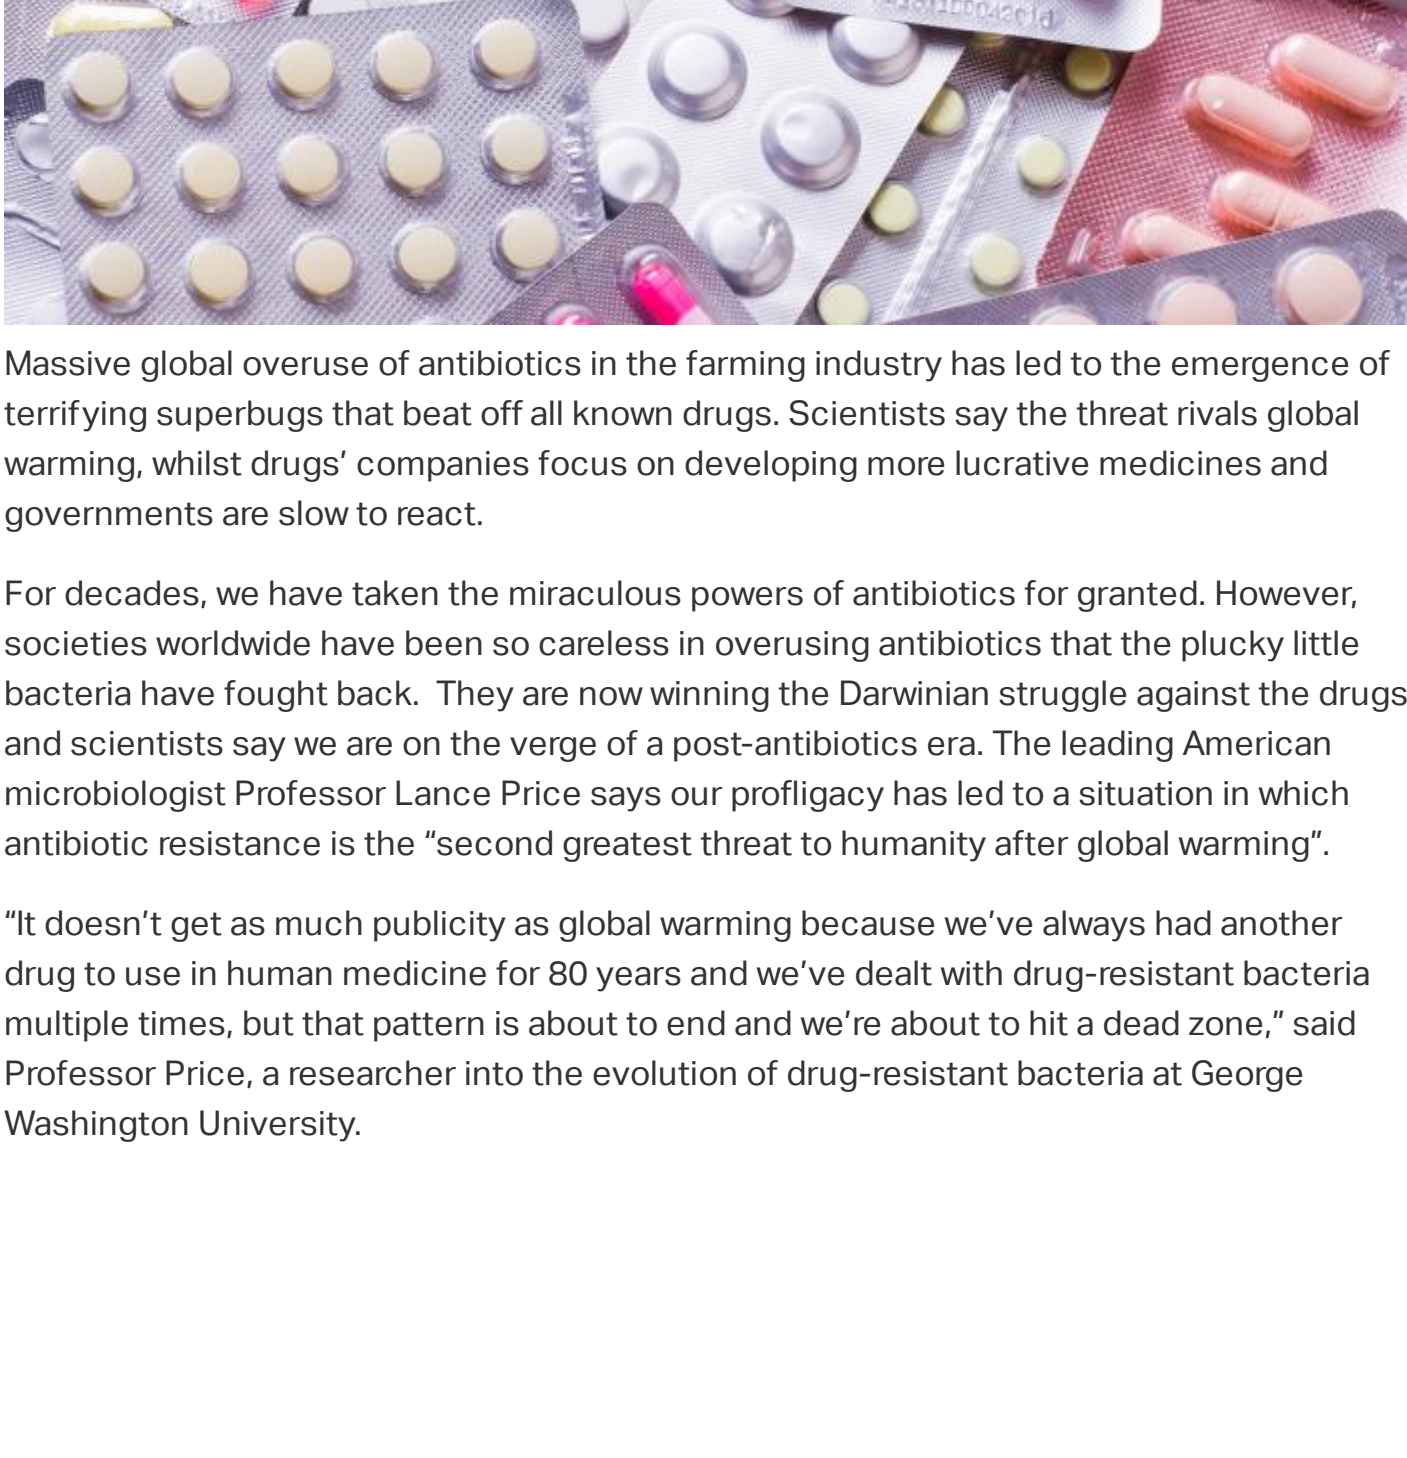 Massive global overuse of antibiotics in the farming industry has led to the emergence of
terrifying superbugs that beat off all known drugs. Scientists say the threat rivals global
warming, whilst drugs’ companies focus on developing more lucrative medicines and
governments are slow to react.
For decades, we have taken the miraculous powers of antibiotics for granted. However,
societies worldwide have been so careless in overusing antibiotics that the plucky little
bacteria have fought back.  They are now winning the Darwinian struggle against the drugs
and scientists say we are on the verge of a post-antibiotics era. The leading American
microbiologist Professor Lance Price says our profligacy has led to a situation in which
antibiotic resistance is the “second greatest threat to humanity after global warming”.
“It doesn’t get as much publicity as global warming because we’ve always had another
drug to use in human medicine for 80 years and we’ve dealt with drug-resistant bacteria
multiple times, but that pattern is about to end and we’re about to hit a dead zone,” said
Professor Price, a researcher into the evolution of drug-resistant bacteria at George
Washington University.